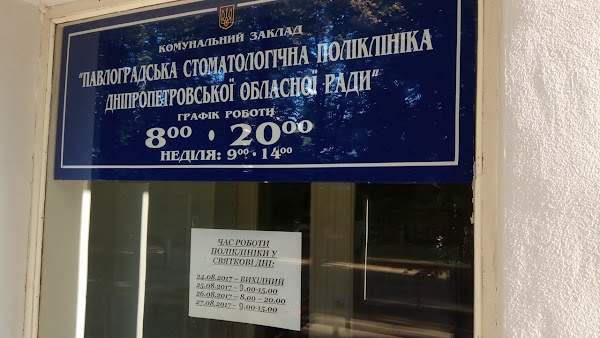 КОМУНАЛЬНИЙ ЗАКЛАД
"ПАВЛОГРАДСЬКА СТОМАТОЛОГІЧНА ПОЛІКЛІНІКА
ДНІПРОПЕТРОВСЬКОЇ ОБЛАСНОЇ РАДИ"
ГРАФІК РОБОТИ
800 · 2000
НЕДІЛЯ: 900 · 1400
ЧАС РОБОТИ
ПОЛІКЛІНІКИ У
СВЯТКОВІ ДНІ:
24.08.2017 – ВИХІДНИЙ
25.08.2017 – 9.00-15.00
26.08.2017 – 8.00 – 20.00
27.08.2017 – 9.00-15.00